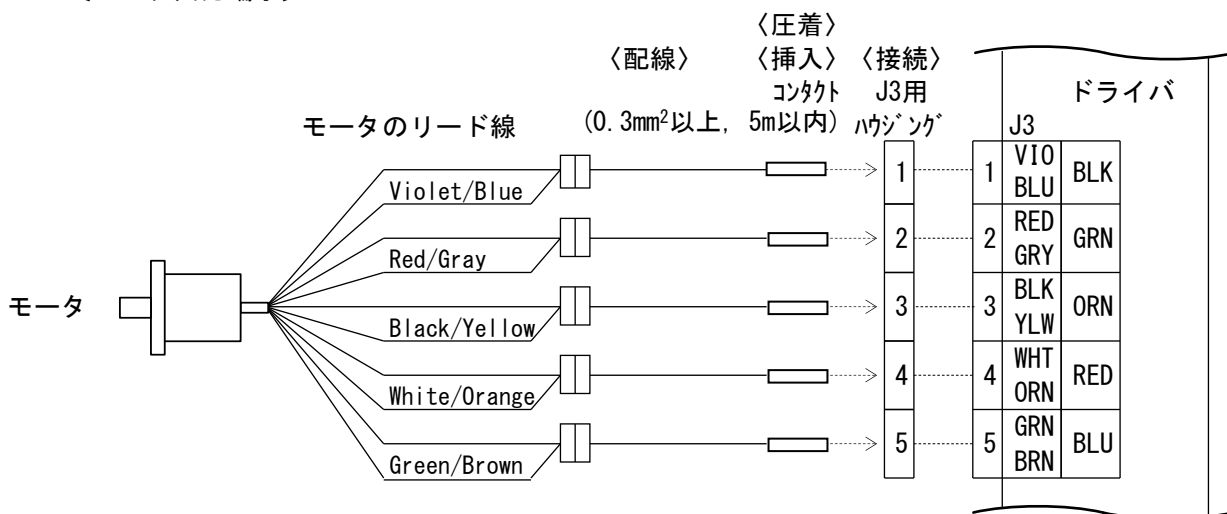 〈圧着〉
〈配線〉 〈挿入〉 〈接続〉
コンタクト J3用 ドライバ
モータのリード線 (0.3mm²以上, 5m以内) ハウジング J3
Violet/Blue 1 1 VIO BLU BLK
Red/Gray 2 2 RED GRY GRN
モータ Black/Yellow 3 3 BLK YLW ORN
White/Orange 4 4 WHT ORN RED
Green/Brown 5 5 GRN BRN BLU